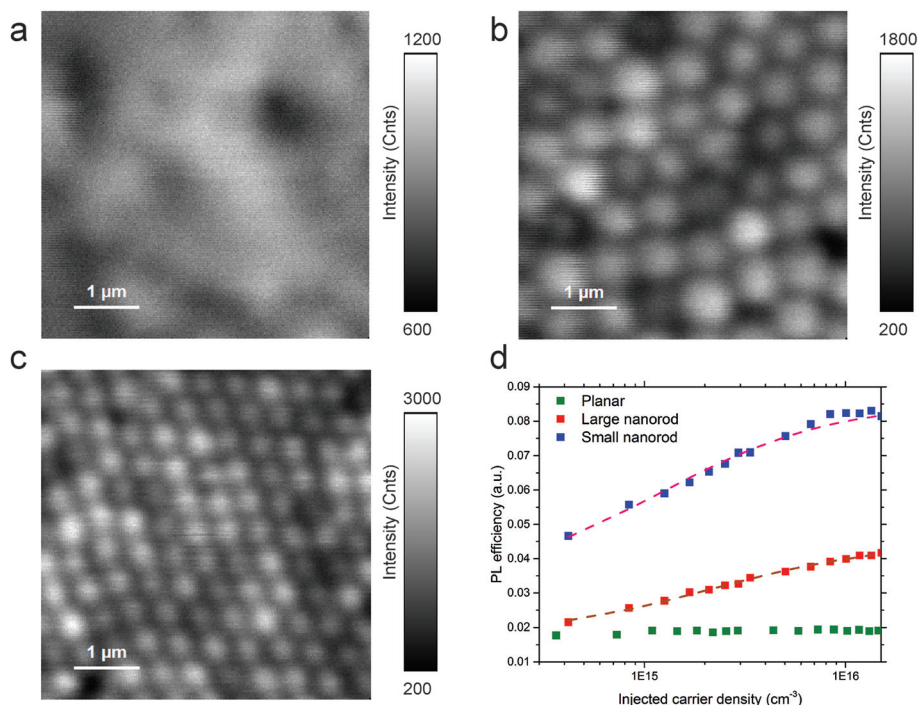 a
1200
Intensity (Cnts)
600
1 µm
b
1800
Intensity (Cnts)
200
1 µm
c
3000
Intensity (Cnts)
200
1 µm
d
0.09
0.08
0.07
0.06
0.05
0.04
0.03
0.02
0.01
PL efficiency (a.u.)
Planar
Large nanorod
Small nanorod
1E15
1E16
Injected carrier density (cm⁻³)